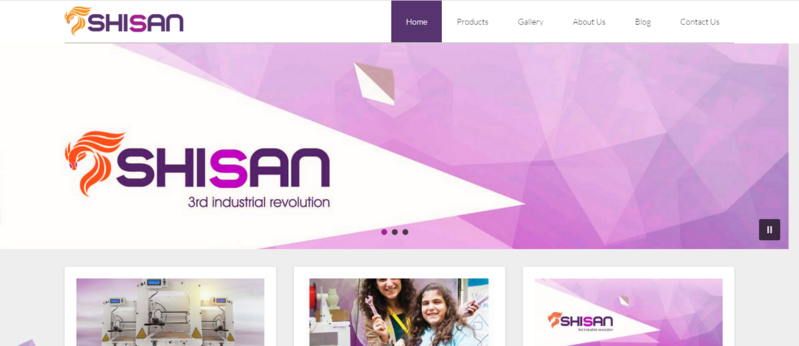 SHISAN
Home Products Gallery About Us Blog Contact Us
SHISAN
3rd industrial revolution
SHISAN
3rd industrial revolution